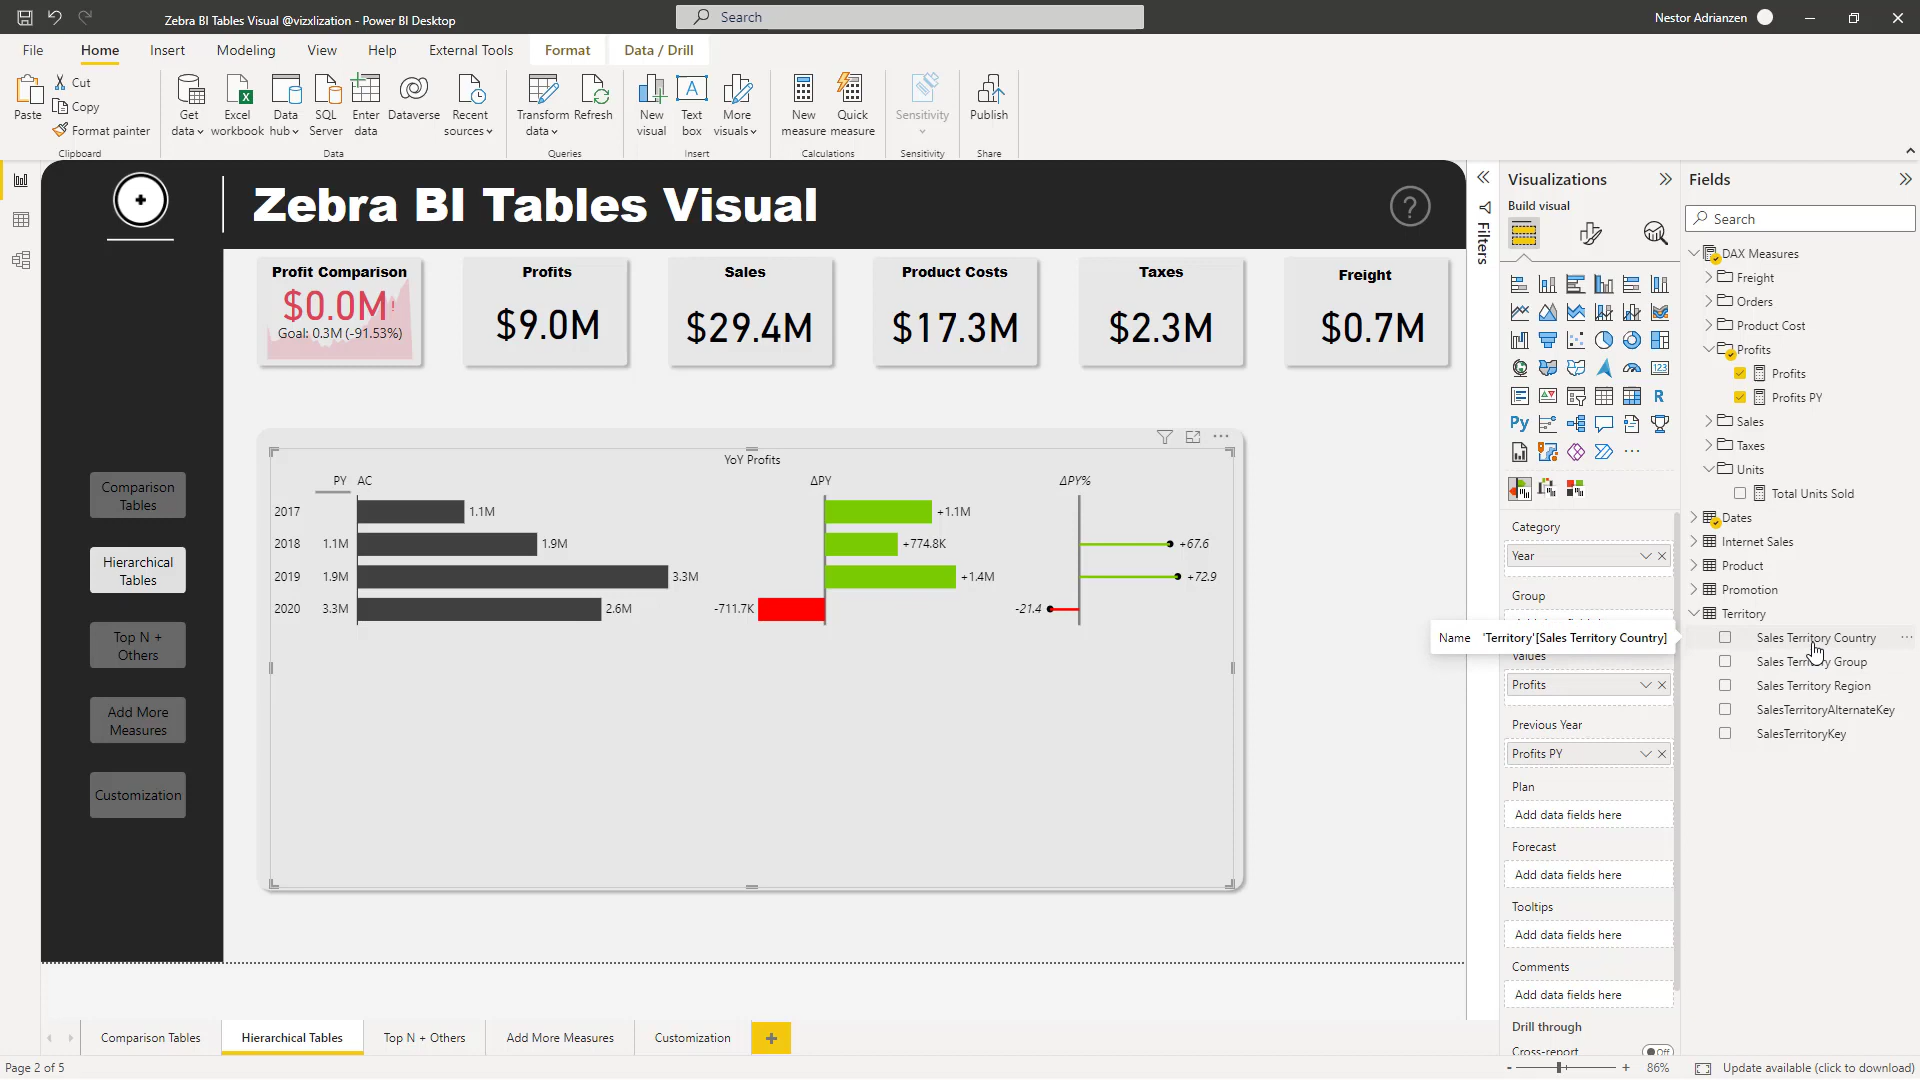 Zebra BI Tables Visual @vizxlization - Power BI Desktop
Search
Nestor Adrianzen
File Home Insert Modeling View Help External Tools Format Data / Drill
Paste
Cut
Copy
Format painter
Clipboard
Get data
Excel workbook
Data hub
SQL Server
Enter data
Dataverse
Recent sources
Data
Transform data
Refresh
Queries
New visual
Text box
More visuals
Insert
New measure
Quick measure
Calculations
Sensitivity
Sensitivity
Publish
Share
Zebra BI Tables Visual
?
Profit Comparison
$0.0M!
Goal: 0.3M (-91.53%)
Profits
$9.0M
Sales
$29.4M
Product Costs
$17.3M
Taxes
$2.3M
Freight
$0.7M
Comparison Tables
Hierarchical Tables
Top N + Others
Add More Measures
Customization
YoY Profits
PY AC ΔPY ΔPY%
2017 1.1M +1.1M
2018 1.1M 1.9M +774.8K +67.6
2019 1.9M 3.3M +1.4M +72.9
2020 3.3M 2.6M -711.7K -21.4
Filters
Visualizations
Build visual
Category
Year
Group
Values
Profits
Previous Year
Profits PY
Plan
Add data fields here
Forecast
Add data fields here
Tooltips
Add data fields here
Comments
Add data fields here
Drill through
Cross-report
Off
Name 'Territory'[Sales Territory Country]
Fields
Search
DAX Measures
Freight
Orders
Product Cost
Profits
Profits
Profits PY
Sales
Taxes
Units
Total Units Sold
Dates
Internet Sales
Product
Promotion
Territory
Sales Territory Country
Sales Territory Group
Sales Territory Region
SalesTerritoryAlternateKey
SalesTerritoryKey
Comparison Tables
Hierarchical Tables
Top N + Others
Add More Measures
Customization
Page 2 of 5
86%
Update available (click to download)